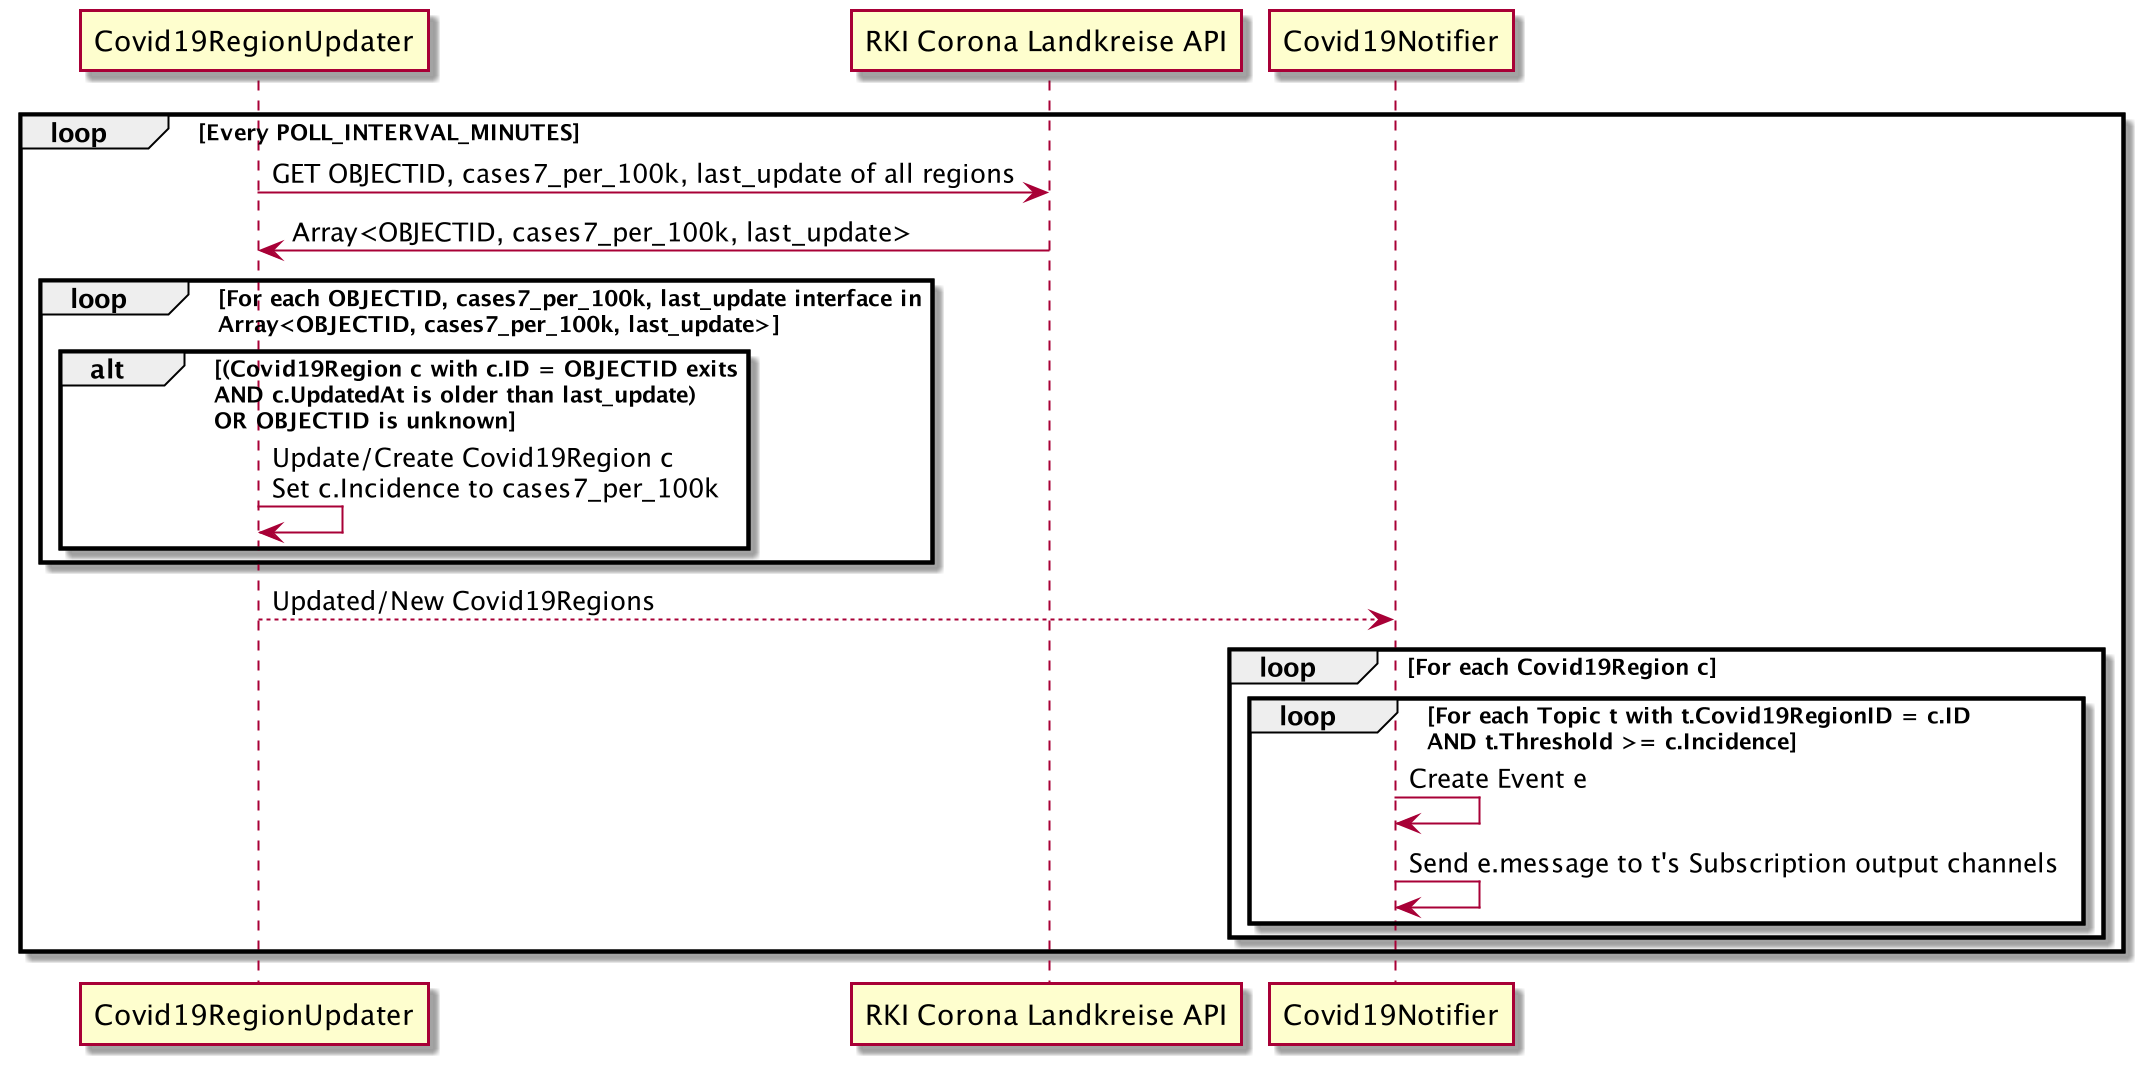 Covid19RegionUpdater
RKI Corona Landkreise API
Covid19Notifier
loop
[Every POLL_INTERVAL_MINUTES]
GET OBJECTID, cases7_per_100k, last_update of all regions
Array<OBJECTID, cases7_per_100k, last_update>
loop
[For each OBJECTID, cases7_per_100k, last_update interface in
Array<OBJECTID, cases7_per_100k, last_update>]
alt
[(Covid19Region c with c.ID = OBJECTID exits
AND c.UpdatedAt is older than last_update)
OR OBJECTID is unknown]
Update/Create Covid19Region c
Set c.Incidence to cases7_per_100k
Updated/New Covid19Regions
loop
[For each Covid19Region c]
loop
[For each Topic t with t.Covid19RegionID = c.ID
AND t.Threshold >= c.Incidence]
Create Event e
Send e.message to t's Subscription output channels
Covid19RegionUpdater
RKI Corona Landkreise API
Covid19Notifier